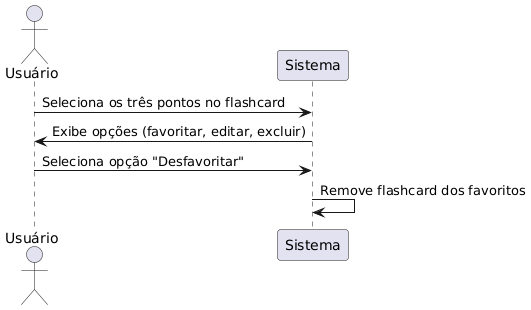 Usuário
Sistema
Seleciona os três pontos no flashcard
Exibe opções (favoritar, editar, excluir)
Seleciona opção "Desfavoritar"
Remove flashcard dos favoritos
Usuário
Sistema